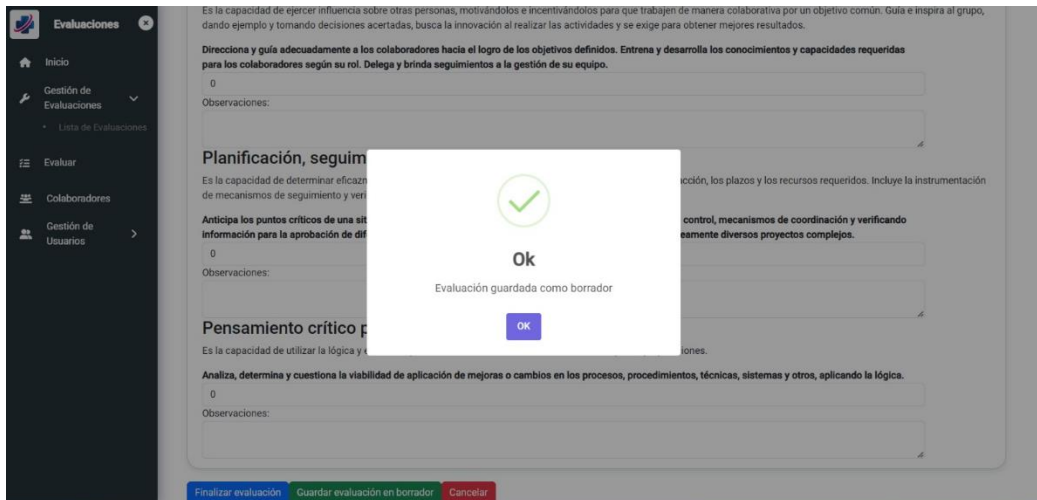 Evaluaciones
Inicio
Gestión de
Evaluaciones
Lista de Evaluaciones
Evaluar
Colaboradores
Gestión de
Usuarios
Es la capacidad de ejercer influencia sobre otras personas, motivándolos e incentivándolos para que trabajen de manera colaborativa por un objetivo común. Guía e inspira al grupo,
dando ejemplo y tomando decisiones acertadas, busca la innovación al realizar las actividades y se exige para obtener mejores resultados.
Direcciona y guía adecuadamente a los colaboradores hacia el logro de los objetivos definidos. Entrena y desarrolla los conocimientos y capacidades requeridas
para los colaboradores según su rol. Delega y brinda seguimientos a la gestión de su equipo.
0
Observaciones:
Planificación, seguim
Es la capacidad de determinar eficazm
cción, los plazos y los recursos requeridos. Incluye la instrumentación
de mecanismos de seguimiento y veri
Anticipa los puntos críticos de una sit
control, mecanismos de coordinación y verificando
información para la aprobación de dif
eamente diversos proyectos complejos.
0
Observaciones:
Ok
Evaluación guardada como borrador
OK
Pensamiento crítico p
Es la capacidad de utilizar la lógica y e
iones.
Analiza, determina y cuestiona la viabilidad de aplicación de mejoras o cambios en los procesos, procedimientos, técnicas, sistemas y otros, aplicando la lógica.
0
Observaciones:
Finalizar evaluación Guardar evaluación en borrador Cancelar